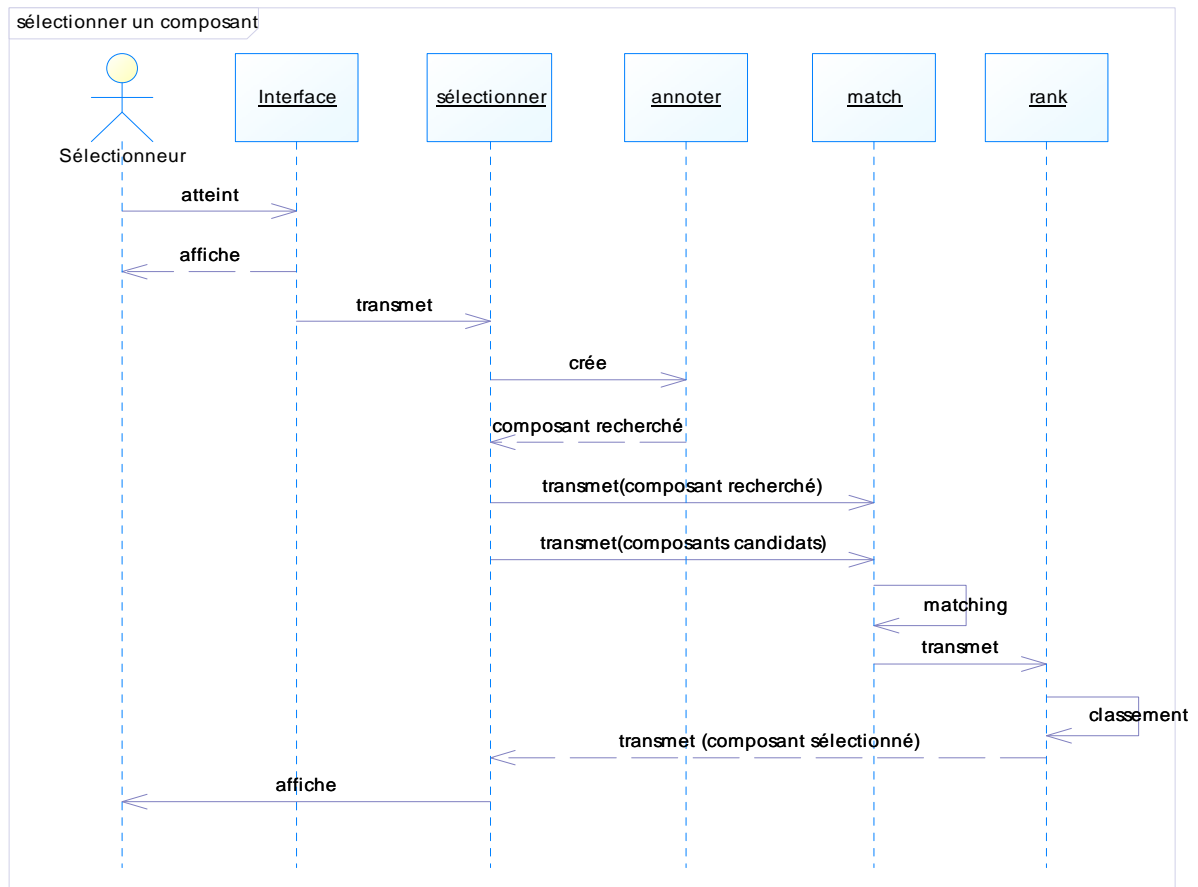 sélectionner un composant
Interface
sélectionner
annoter
match
rank
Sélectionneur
atteint
affiche
transmet
crée
composant recherché
transmet(composant recherché)
transmet(composants candidats)
matching
transmet
classement
transmet (composant sélectionné)
affiche